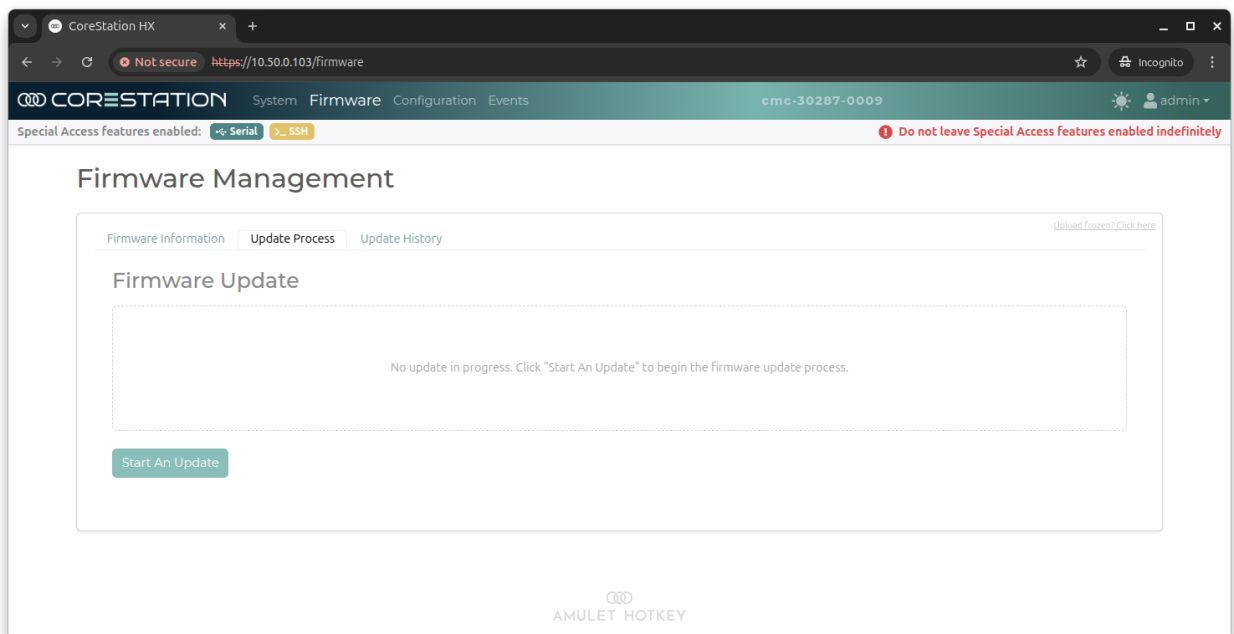 CoreStation HX
Not secure https://10.50.0.103/firmware Incognito
CORESTATION System Firmware Configuration Events cmc-30287-0009 admin
Special Access features enabled: Serial >_ SSH Do not leave Special Access features enabled indefinitely
Firmware Management
Upload frozen? Click here
Firmware Information Update Process Update History
Firmware Update
No update in progress. Click "Start An Update" to begin the firmware update process.
Start An Update
AMULET HOTKEY